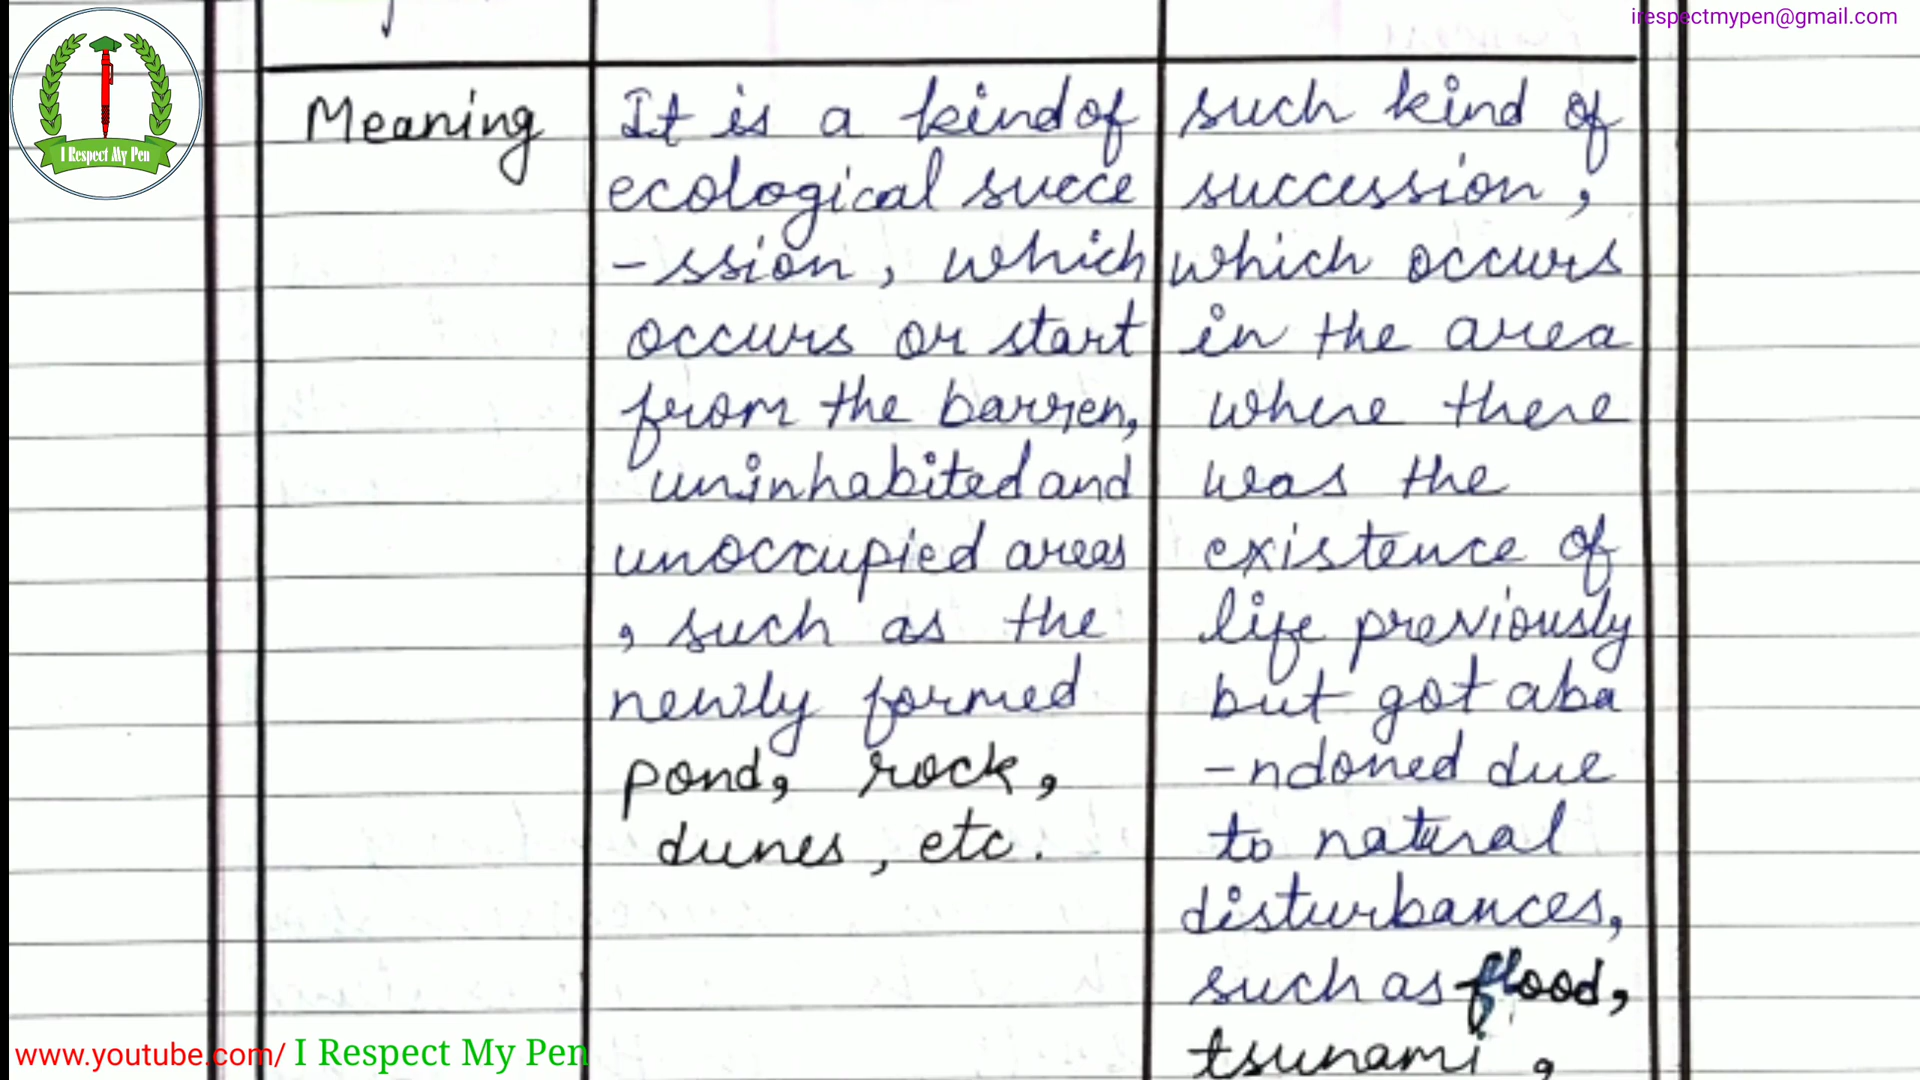 irespectmypen@gmail.com
I Respect My Pen
Meaning
It is a kind of
ecological succe
-ssion, which
occurs or start
from the barren,
uninhabited and
unoccupied areas
, such as the
newly formed
pond, rock,
dunes, etc.
such kind of
succession,
which occurs
in the area
where there
was the
existence of
life previously
but got aba
-ndoned due
to natural
disturbances,
such as flood,
tsunami,
www.youtube.com/ I Respect My Pen